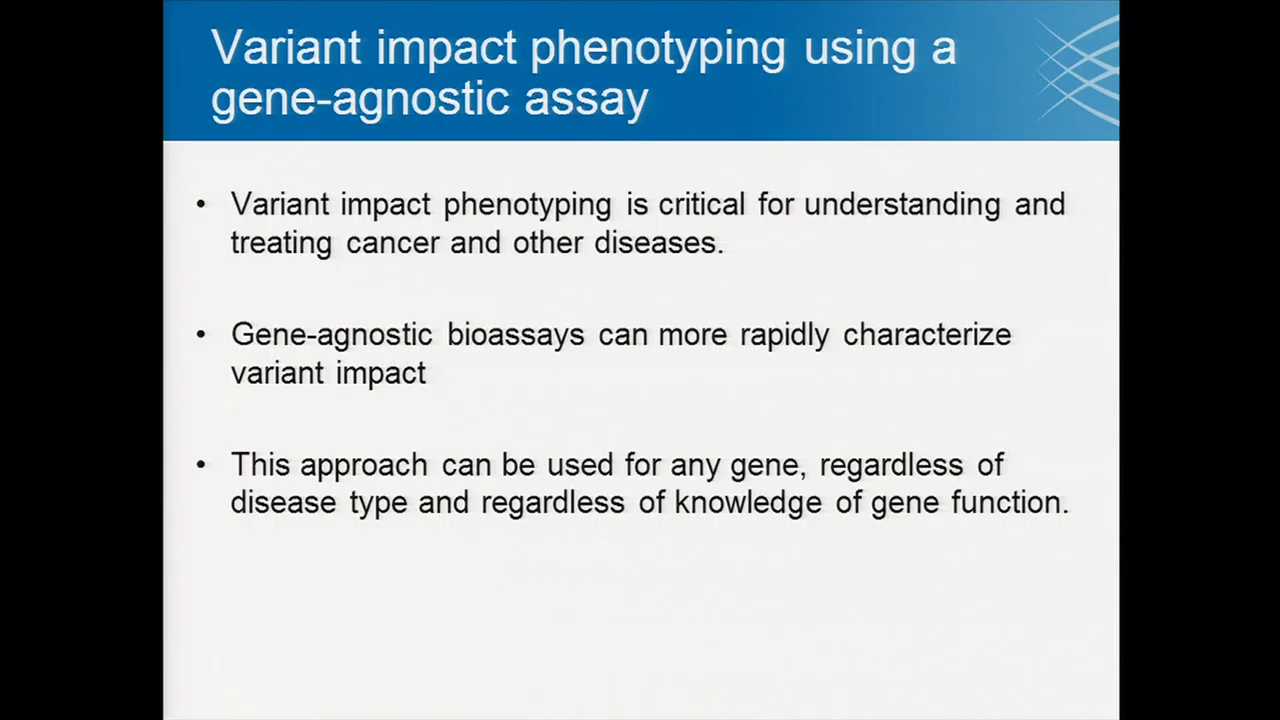 Variant impact phenotyping using a
gene-agnostic assay
• Variant impact phenotyping is critical for understanding and
treating cancer and other diseases.
• Gene-agnostic bioassays can more rapidly characterize
variant impact
• This approach can be used for any gene, regardless of
disease type and regardless of knowledge of gene function.